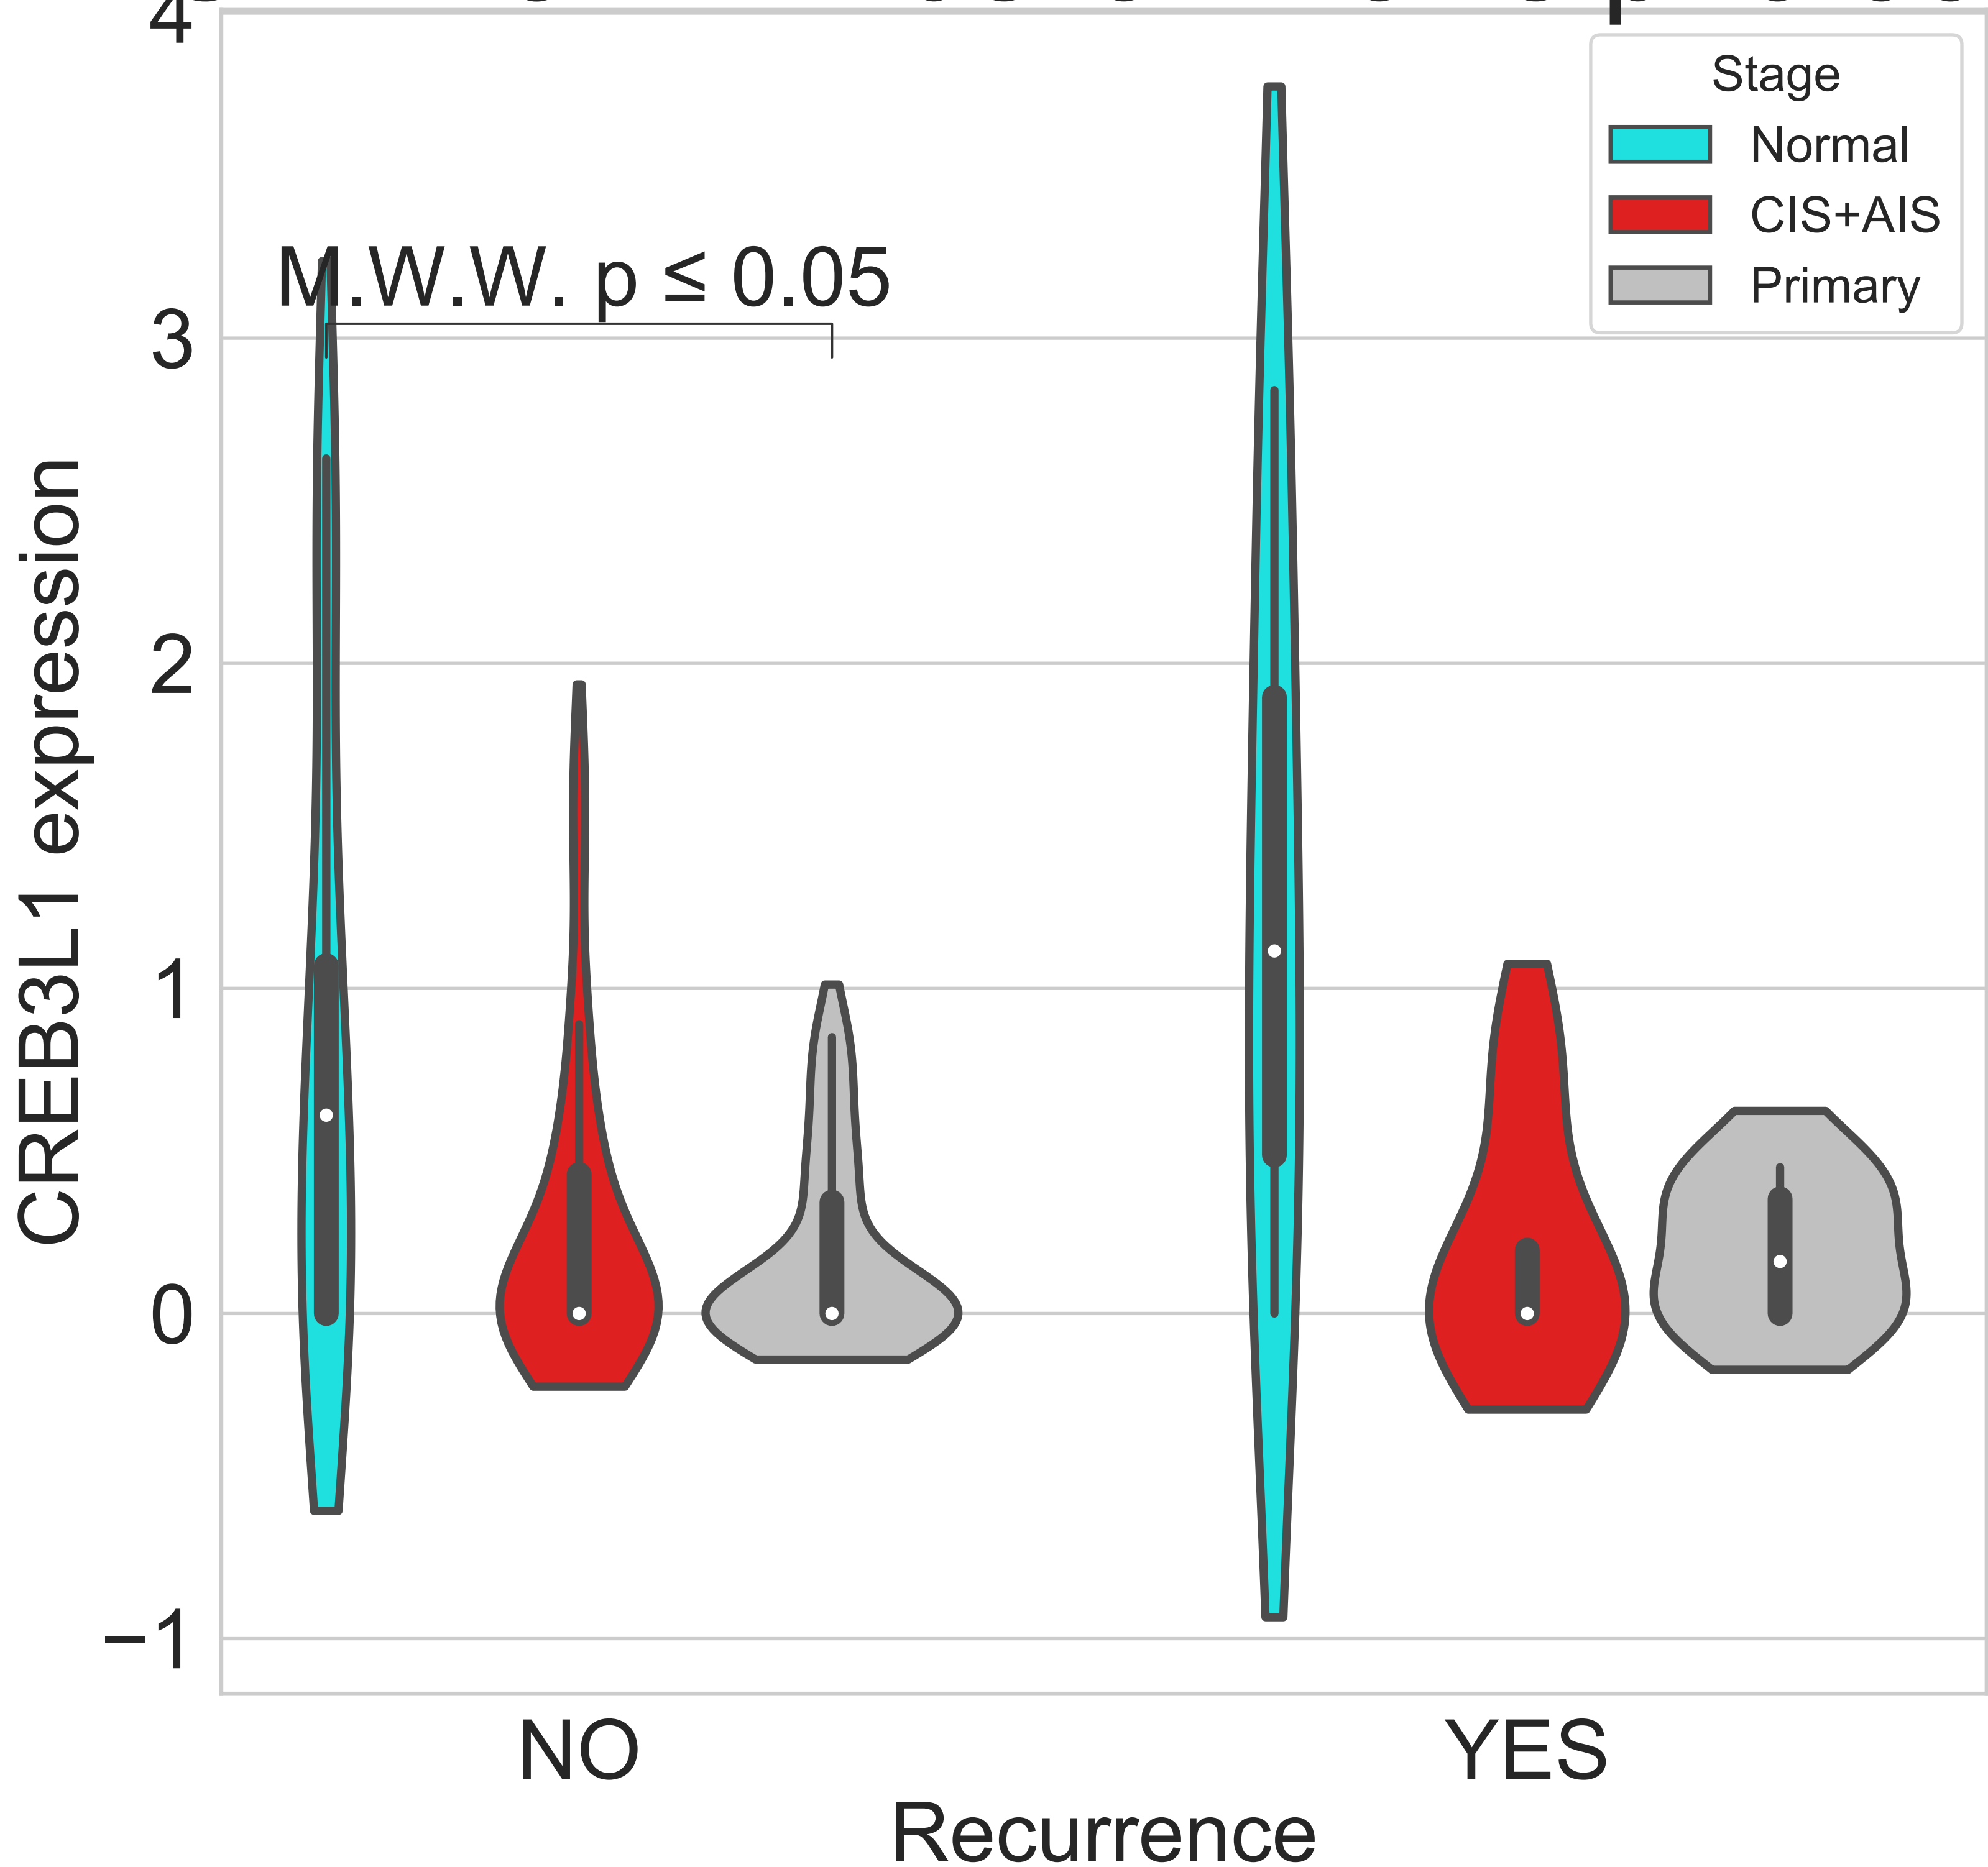 4
3
2
1
0
−1
CREB3L1 expression
M.W.W. p ≤ 0.05
Stage
Normal
CIS+AIS
Primary
NO
YES
Recurrence